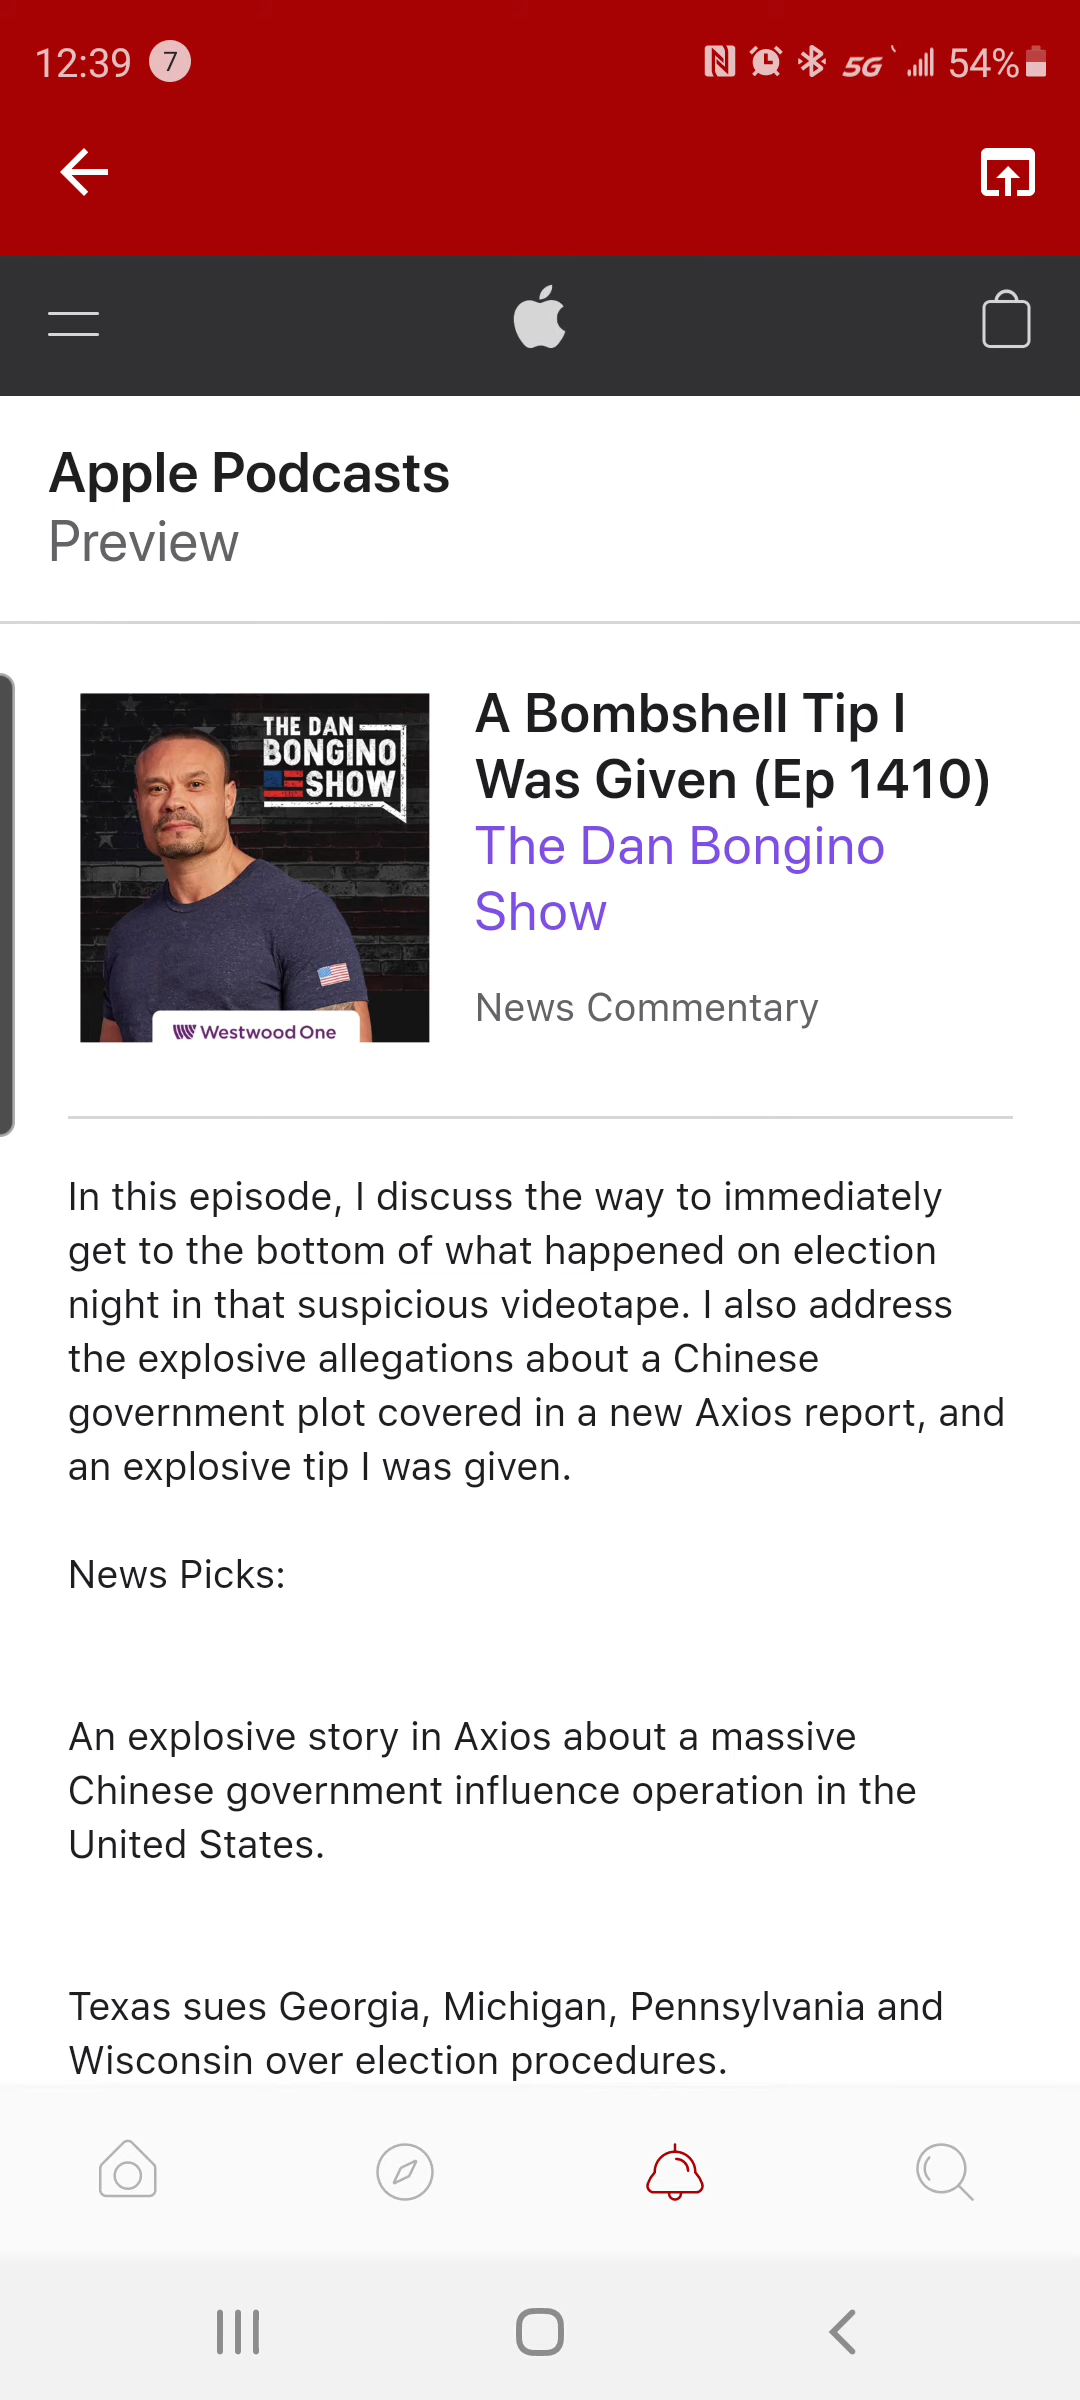 12:39 7 5G 54%
Apple Podcasts
Preview
THE DAN
BONGINO
SHOW
Westwood One
A Bombshell Tip I
Was Given (Ep 1410)
The Dan Bongino
Show
News Commentary
In this episode, I discuss the way to immediately
get to the bottom of what happened on election
night in that suspicious videotape. I also address
the explosive allegations about a Chinese
government plot covered in a new Axios report, and
an explosive tip I was given.
News Picks:
An explosive story in Axios about a massive
Chinese government influence operation in the
United States.
Texas sues Georgia, Michigan, Pennsylvania and
Wisconsin over election procedures.